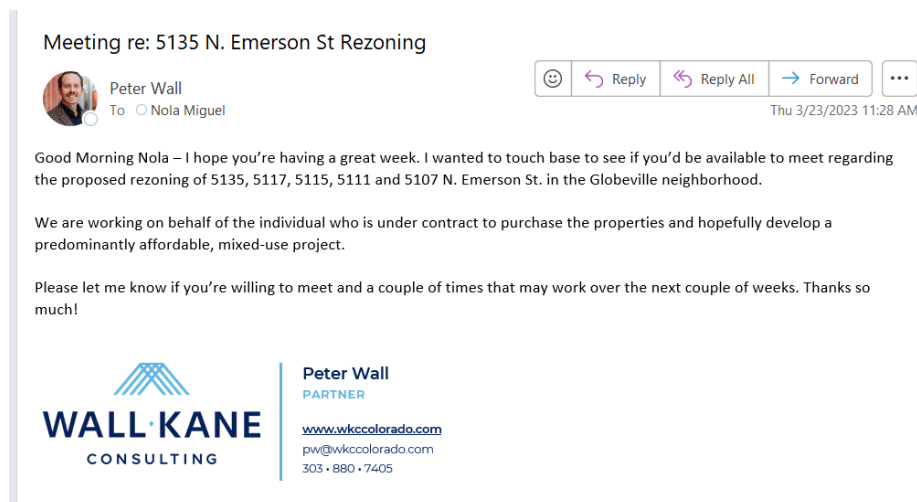 Meeting re: 5135 N. Emerson St Rezoning
Peter Wall
To Nola Miguel
Reply
Reply All
Forward
Thu 3/23/2023 11:28 AM
Good Morning Nola – I hope you're having a great week. I wanted to touch base to see if you'd be available to meet regarding
the proposed rezoning of 5135, 5117, 5115, 5111 and 5107 N. Emerson St. in the Globeville neighborhood.
We are working on behalf of the individual who is under contract to purchase the properties and hopefully develop a
predominantly affordable, mixed-use project.
Please let me know if you're willing to meet and a couple of times that may work over the next couple of weeks. Thanks so
much!
WALL·KANE
CONSULTING
Peter Wall
PARTNER
www.wkccolorado.com
pw@wkccolorado.com
303 • 880 • 7405